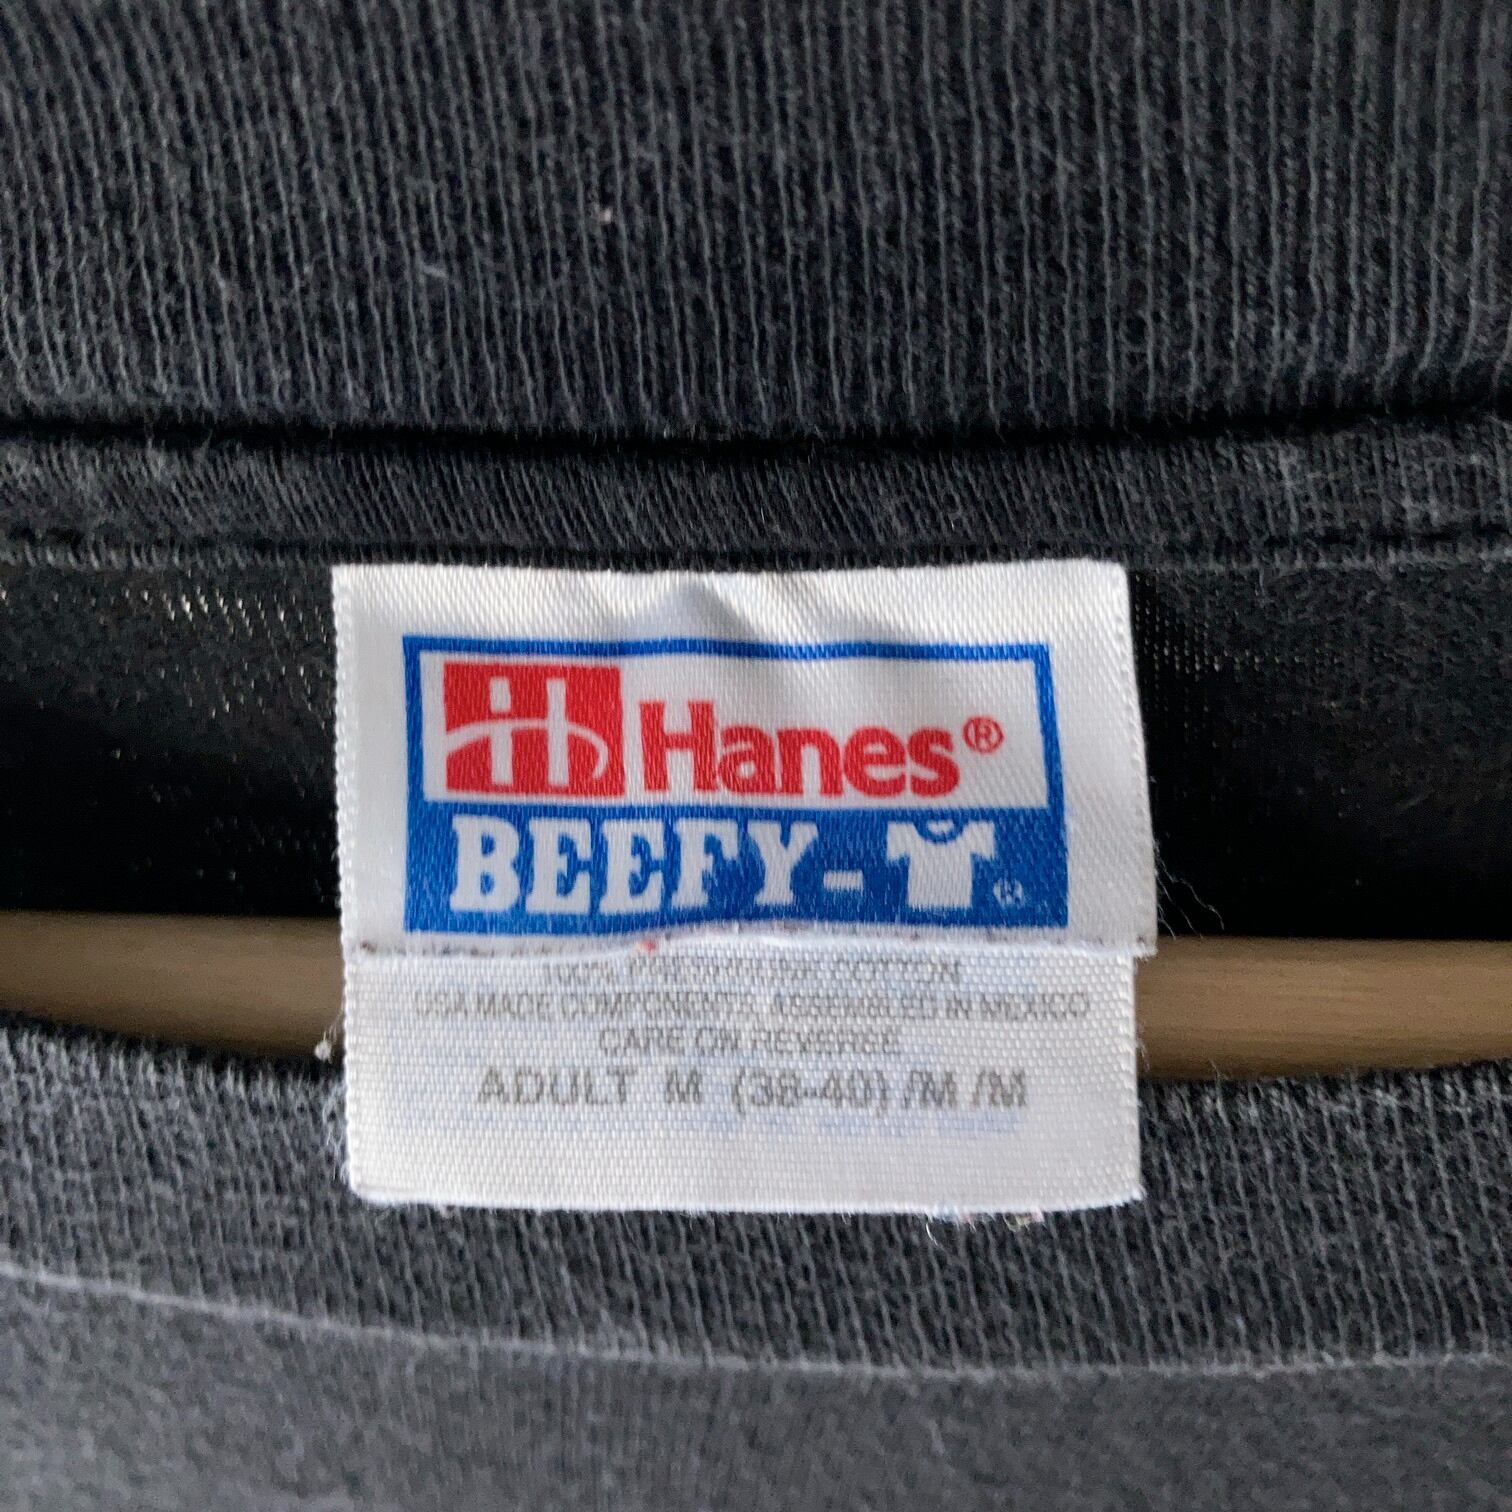 H Hanes®
BEEFY-T®
100% PRESHRUNK COTTON
USA MADE COMPONENTS, ASSEMBLED IN MEXICO
CARE ON REVERSE
ADULT M (38-40) /M /M